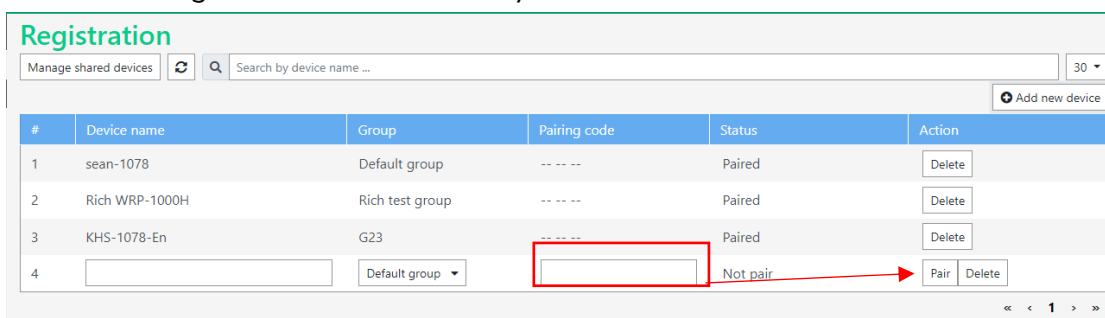 Registration
Manage shared devices Search by device name ... 30
Add new device
# Device name Group Pairing code Status Action
1 sean-1078 Default group -- -- -- Paired Delete
2 Rich WRP-1000H Rich test group -- -- -- Paired Delete
3 KHS-1078-En G23 -- -- -- Paired Delete
4 Default group Not pair Pair Delete
« ‹ 1 › »